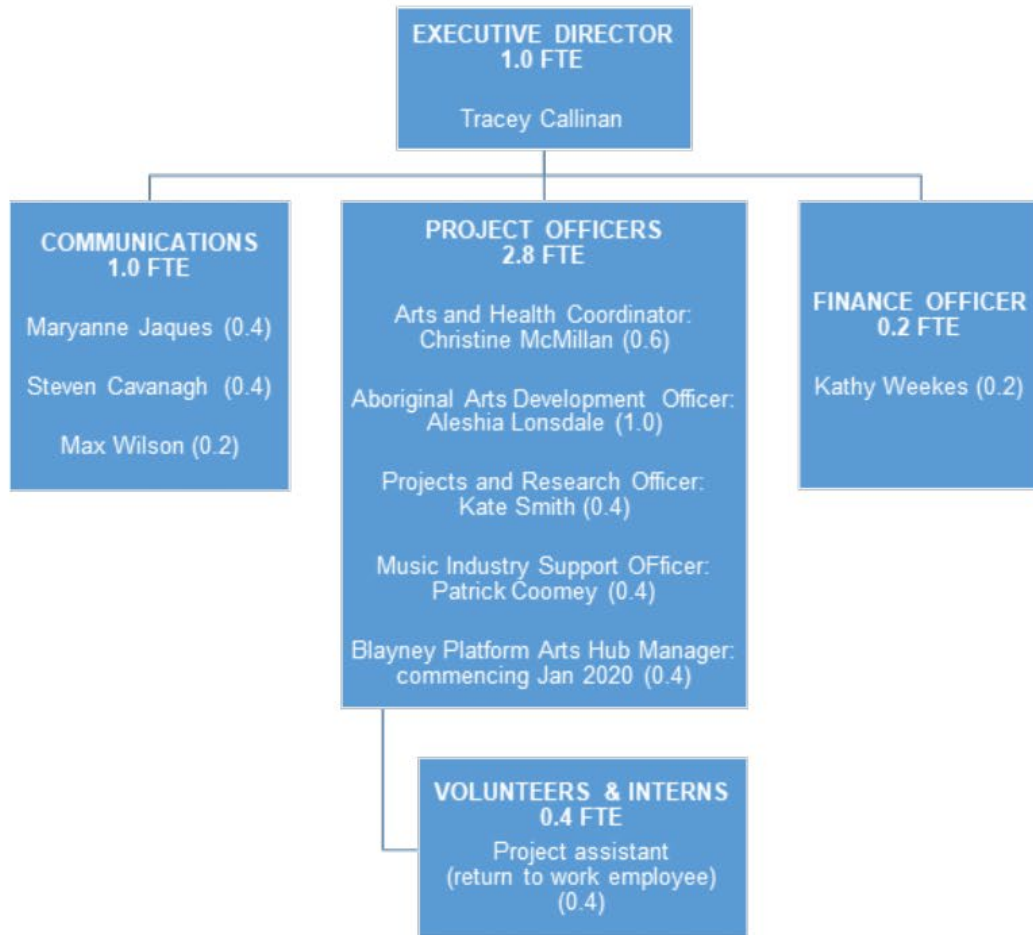 EXECUTIVE DIRECTOR
1.0 FTE
Tracey Callinan
COMMUNICATIONS
1.0 FTE
Maryanne Jaques (0.4)
Steven Cavanagh (0.4)
Max Wilson (0.2)
PROJECT OFFICERS
2.8 FTE
Arts and Health Coordinator:
Christine McMillan (0.6)
Aboriginal Arts Development Officer:
Aleshia Lonsdale (1.0)
Projects and Research Officer:
Kate Smith (0.4)
Music Industry Support OFficer:
Patrick Coomey (0.4)
Blayney Platform Arts Hub Manager:
commencing Jan 2020 (0.4)
FINANCE OFFICER
0.2 FTE
Kathy Weekes (0.2)
VOLUNTEERS & INTERNS
0.4 FTE
Project assistant
(return to work employee)
(0.4)